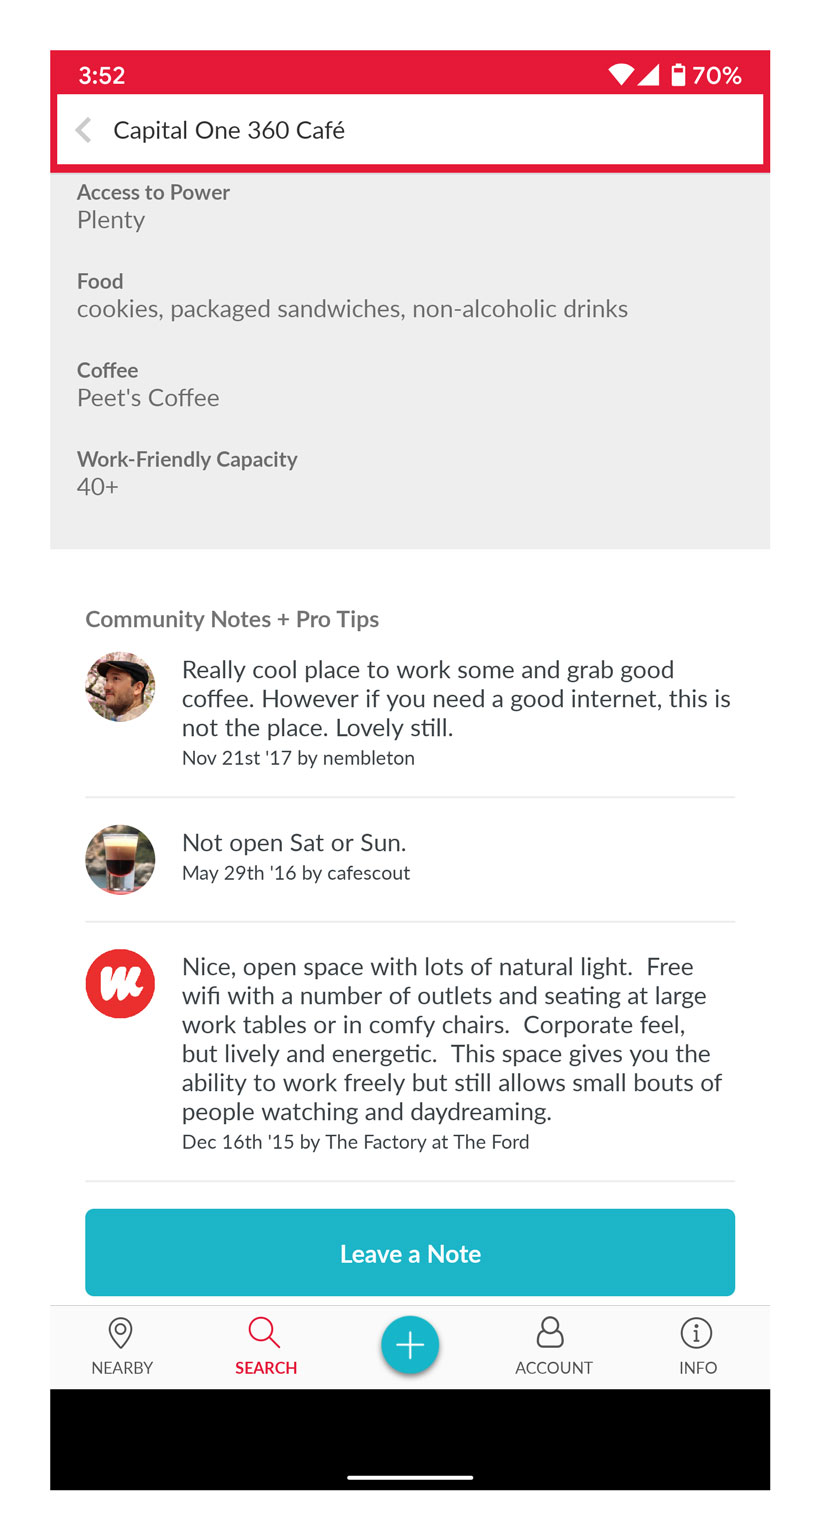 3:52
70%
Capital One 360 Café
Access to Power
Plenty
Food
cookies, packaged sandwiches, non-alcoholic drinks
Coffee
Peet's Coffee
Work-Friendly Capacity
40+
Community Notes + Pro Tips
Really cool place to work some and grab good
coffee. However if you need a good internet, this is
not the place. Lovely still.
Nov 21st '17 by nembleton
Not open Sat or Sun.
May 29th '16 by cafescout
Nice, open space with lots of natural light.  Free
wifi with a number of outlets and seating at large
work tables or in comfy chairs.  Corporate feel,
but lively and energetic.  This space gives you the
ability to work freely but still allows small bouts of
people watching and daydreaming.
Dec 16th '15 by The Factory at The Ford
Leave a Note
NEARBY
SEARCH
ACCOUNT
INFO